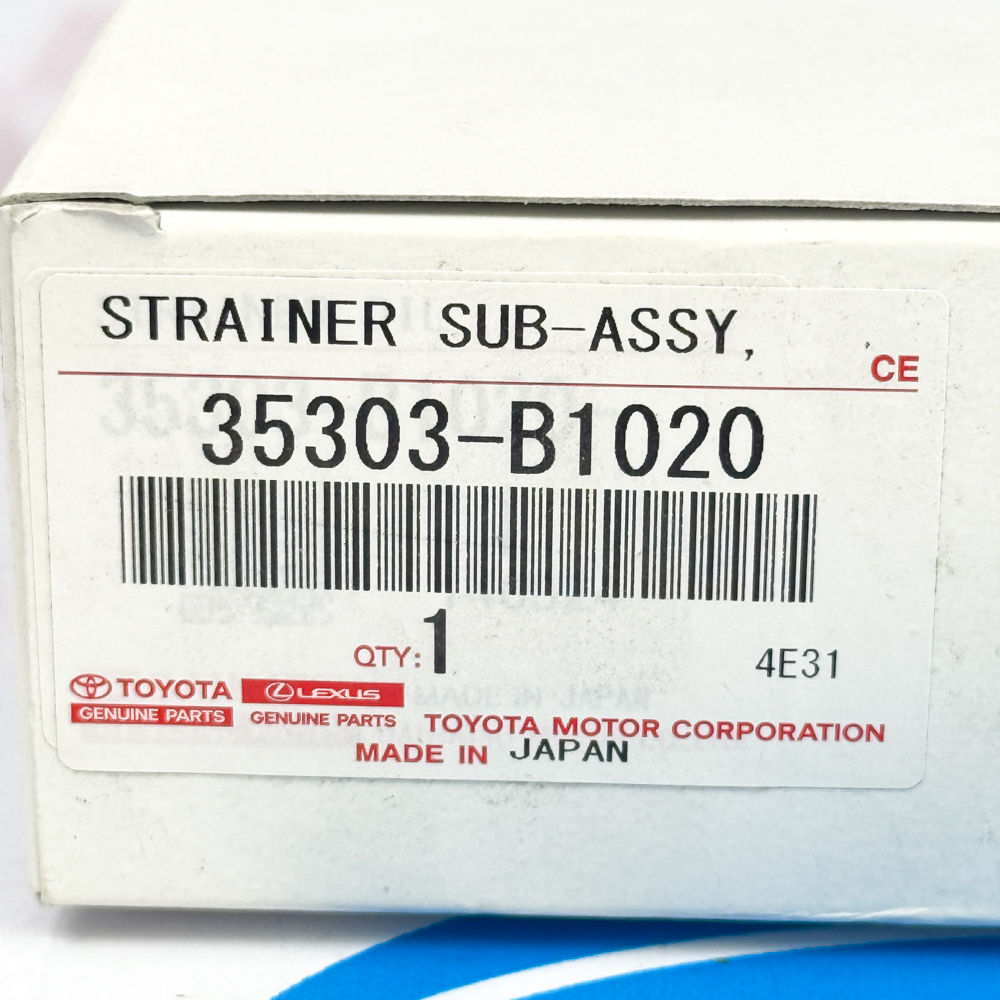 STRAINER SUB-ASSY,
CE
35303-B1020
QTY: 1
4E31
TOYOTA LEXUS
GENUINE PARTS GENUINE PARTS
TOYOTA MOTOR CORPORATION
MADE IN JAPAN